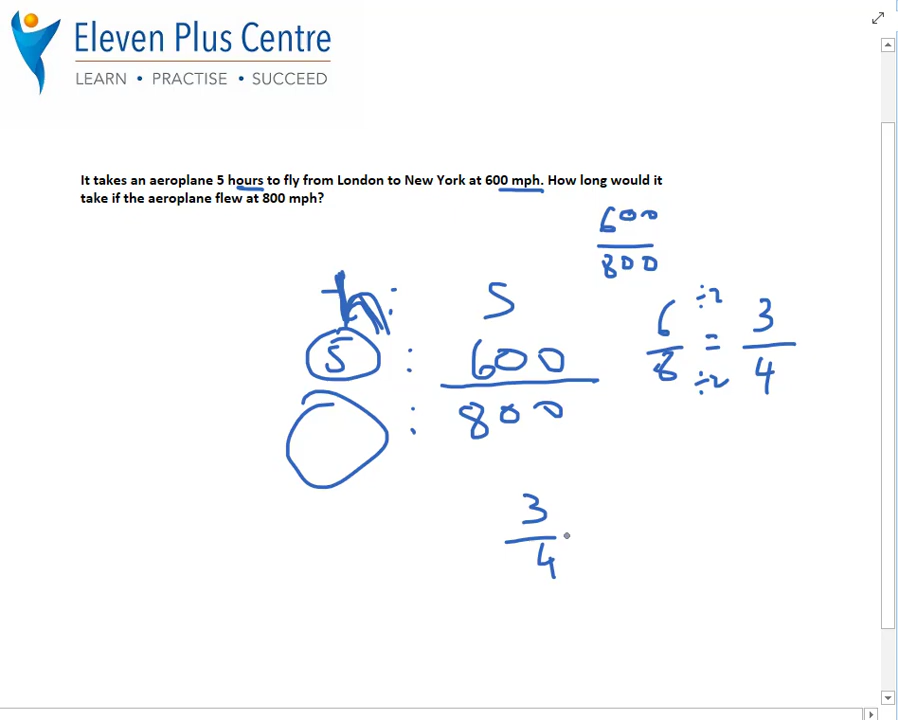 Eleven Plus Centre
LEARN • PRACTISE • SUCCEED
It takes an aeroplane 5 hours to fly from London to New York at 600 mph. How long would it
take if the aeroplane flew at 800 mph?
600
800
: S
5 : 600
: 800
6 ÷2 3
=
8 ÷2 4
3
4